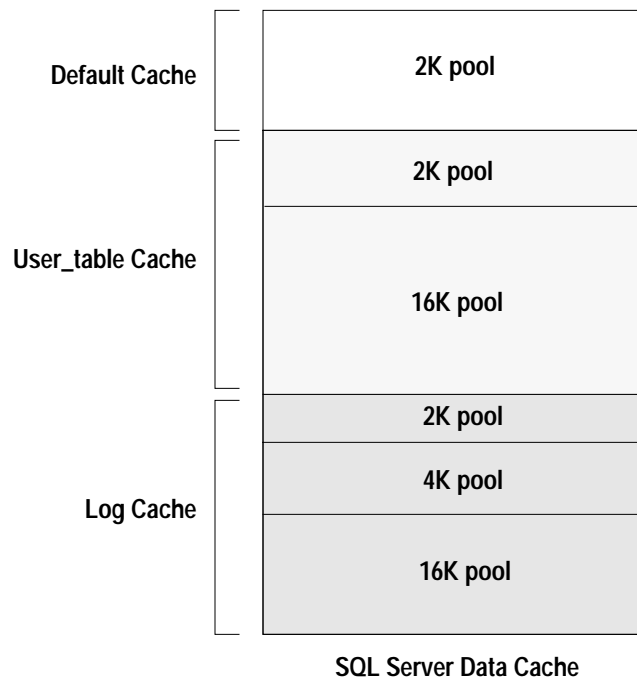 Default Cache
2K pool
2K pool
User_table Cache
16K pool
2K pool
4K pool
Log Cache
16K pool
SQL Server Data Cache